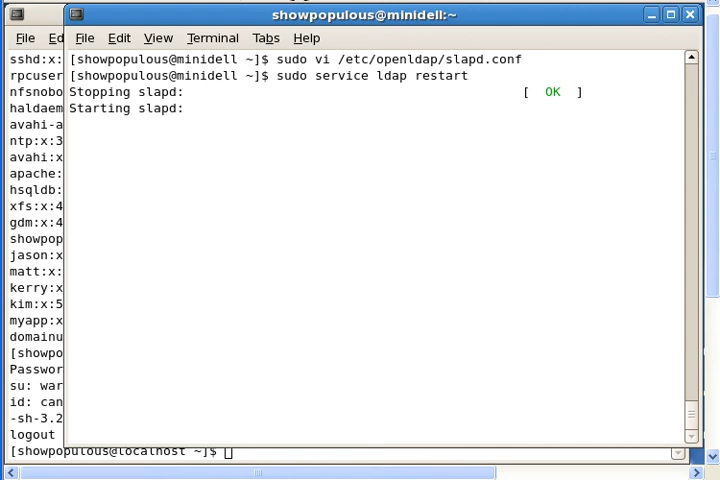 showpopulous@minidell:~
File Ed
File Edit View Terminal Tabs Help
[showpopulous@minidell ~]$ sudo vi /etc/openldap/slapd.conf
[showpopulous@minidell ~]$ sudo service ldap restart
Stopping slapd: [ OK ]
Starting slapd:
sshd:x:
rpcuser
nfsnobo
haldaem
avahi-a
ntp:x:3
avahi:x
apache:
hsqldb:
xfs:x:4
gdm:x:4
showpop
jason:x
matt:x:
kerry:x
kim:x:5
myapp:x
domainu
[showpo
Passwor
su: war
id: can
-sh-3.2
logout
[showpopulous@localhost ~]$